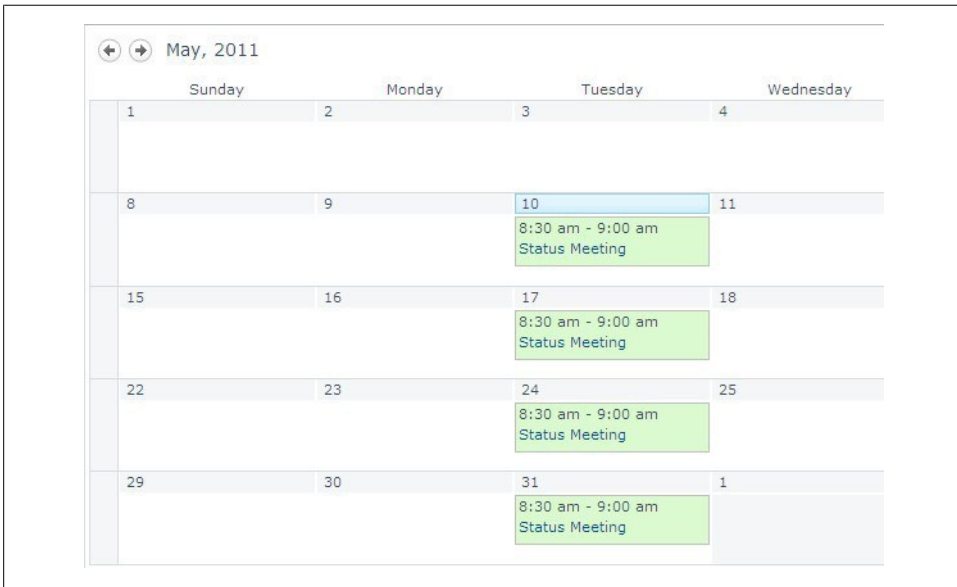 May, 2011
Sunday Monday Tuesday Wednesday
1 2 3 4
8 9 10 11
8:30 am - 9:00 am
Status Meeting
15 16 17 18
8:30 am - 9:00 am
Status Meeting
22 23 24 25
8:30 am - 9:00 am
Status Meeting
29 30 31 1
8:30 am - 9:00 am
Status Meeting